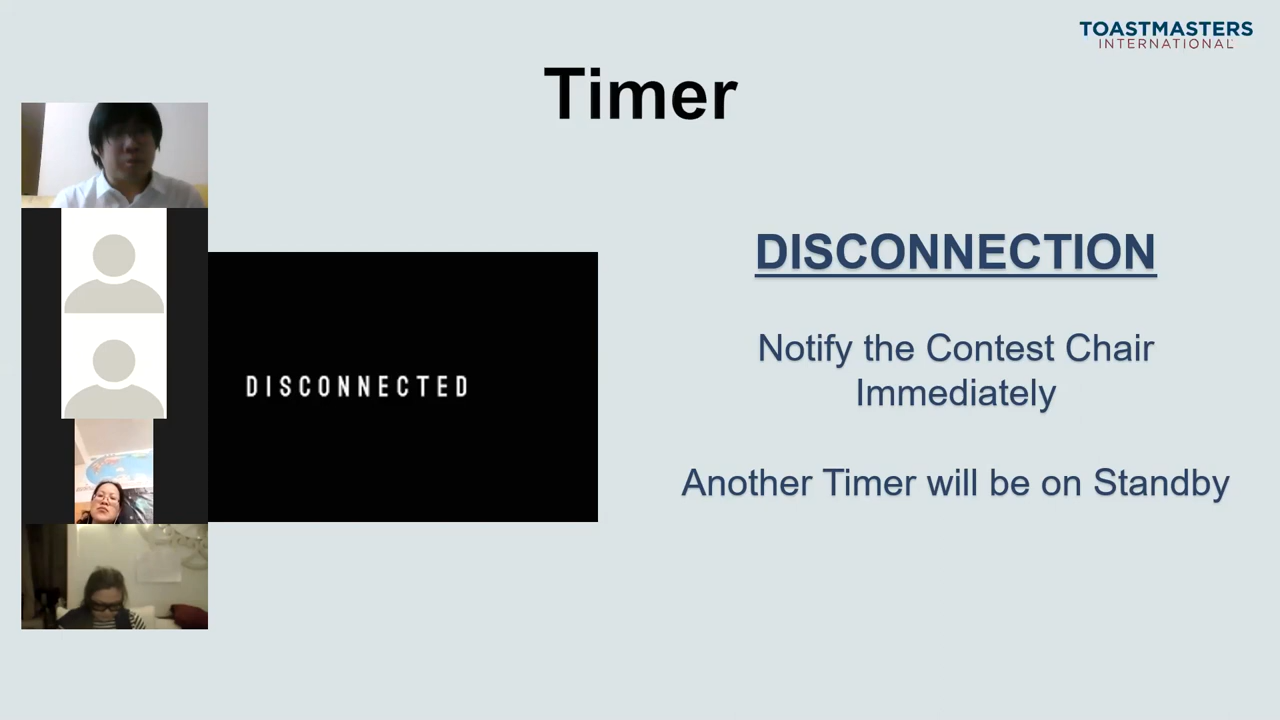 TOASTMASTERS
INTERNATIONAL
Timer
DISCONNECTED
DISCONNECTION
Notify the Contest Chair
Immediately
Another Timer will be on Standby